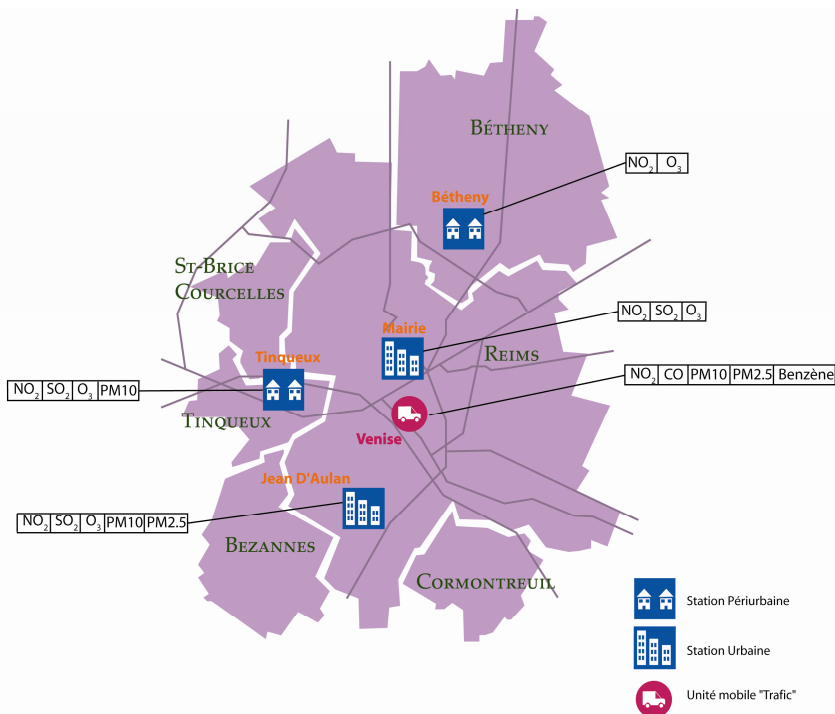 BÉTHENY
NO2 O3
Bétheny
ST-BRICE
COURCELLES
NO2 SO2 O3
Mairie
REIMS
Tinqueux
NO2 CO PM10 PM2.5 Benzène
NO2 SO2 O3 PM10
TINQUEUX
Venise
Jean D'Aulan
NO2 SO2 O3 PM10 PM2.5
BEZANNES
CORMONTREUIL
Station Périurbaine
Station Urbaine
Unité mobile "Trafic"